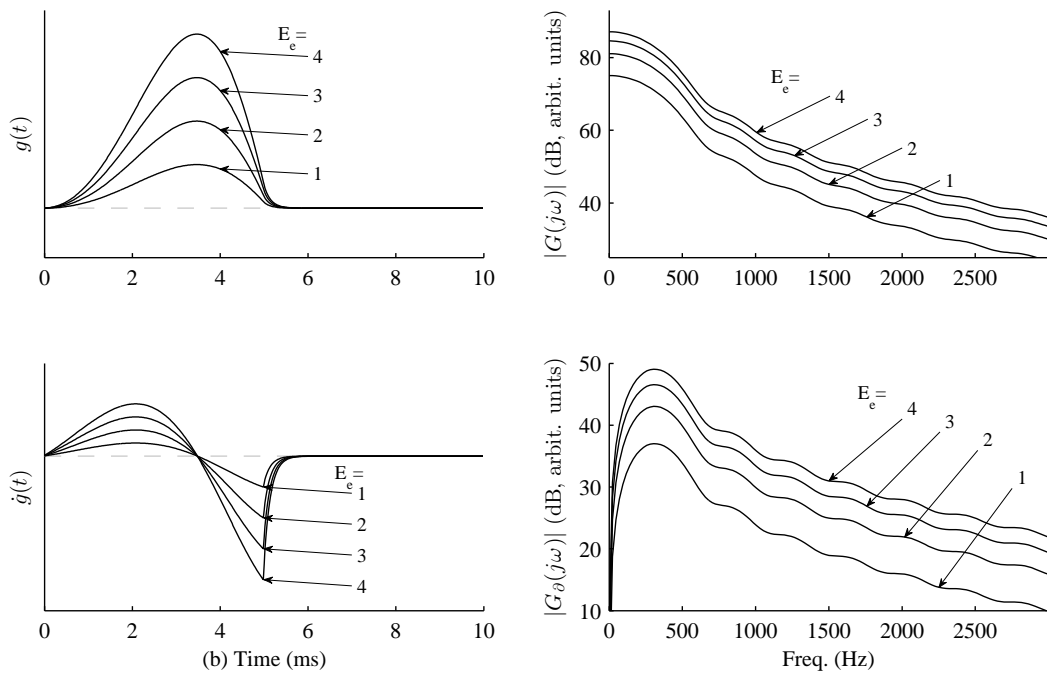 g(t)
E_e=
4
3
2
1
0 2 4 6 8 10
|G(jω)| (dB, arbit. units)
80
60
40
E_e=
4
3
2
1
0 500 1000 1500 2000 2500
ġ(t)
E_e=
1
2
3
4
0 2 4 6 8 10
(b) Time (ms)
|G_∂(jω)| (dB, arbit. units)
50
40
30
20
10
E_e=
4
3
2
1
0 500 1000 1500 2000 2500
Freq. (Hz)